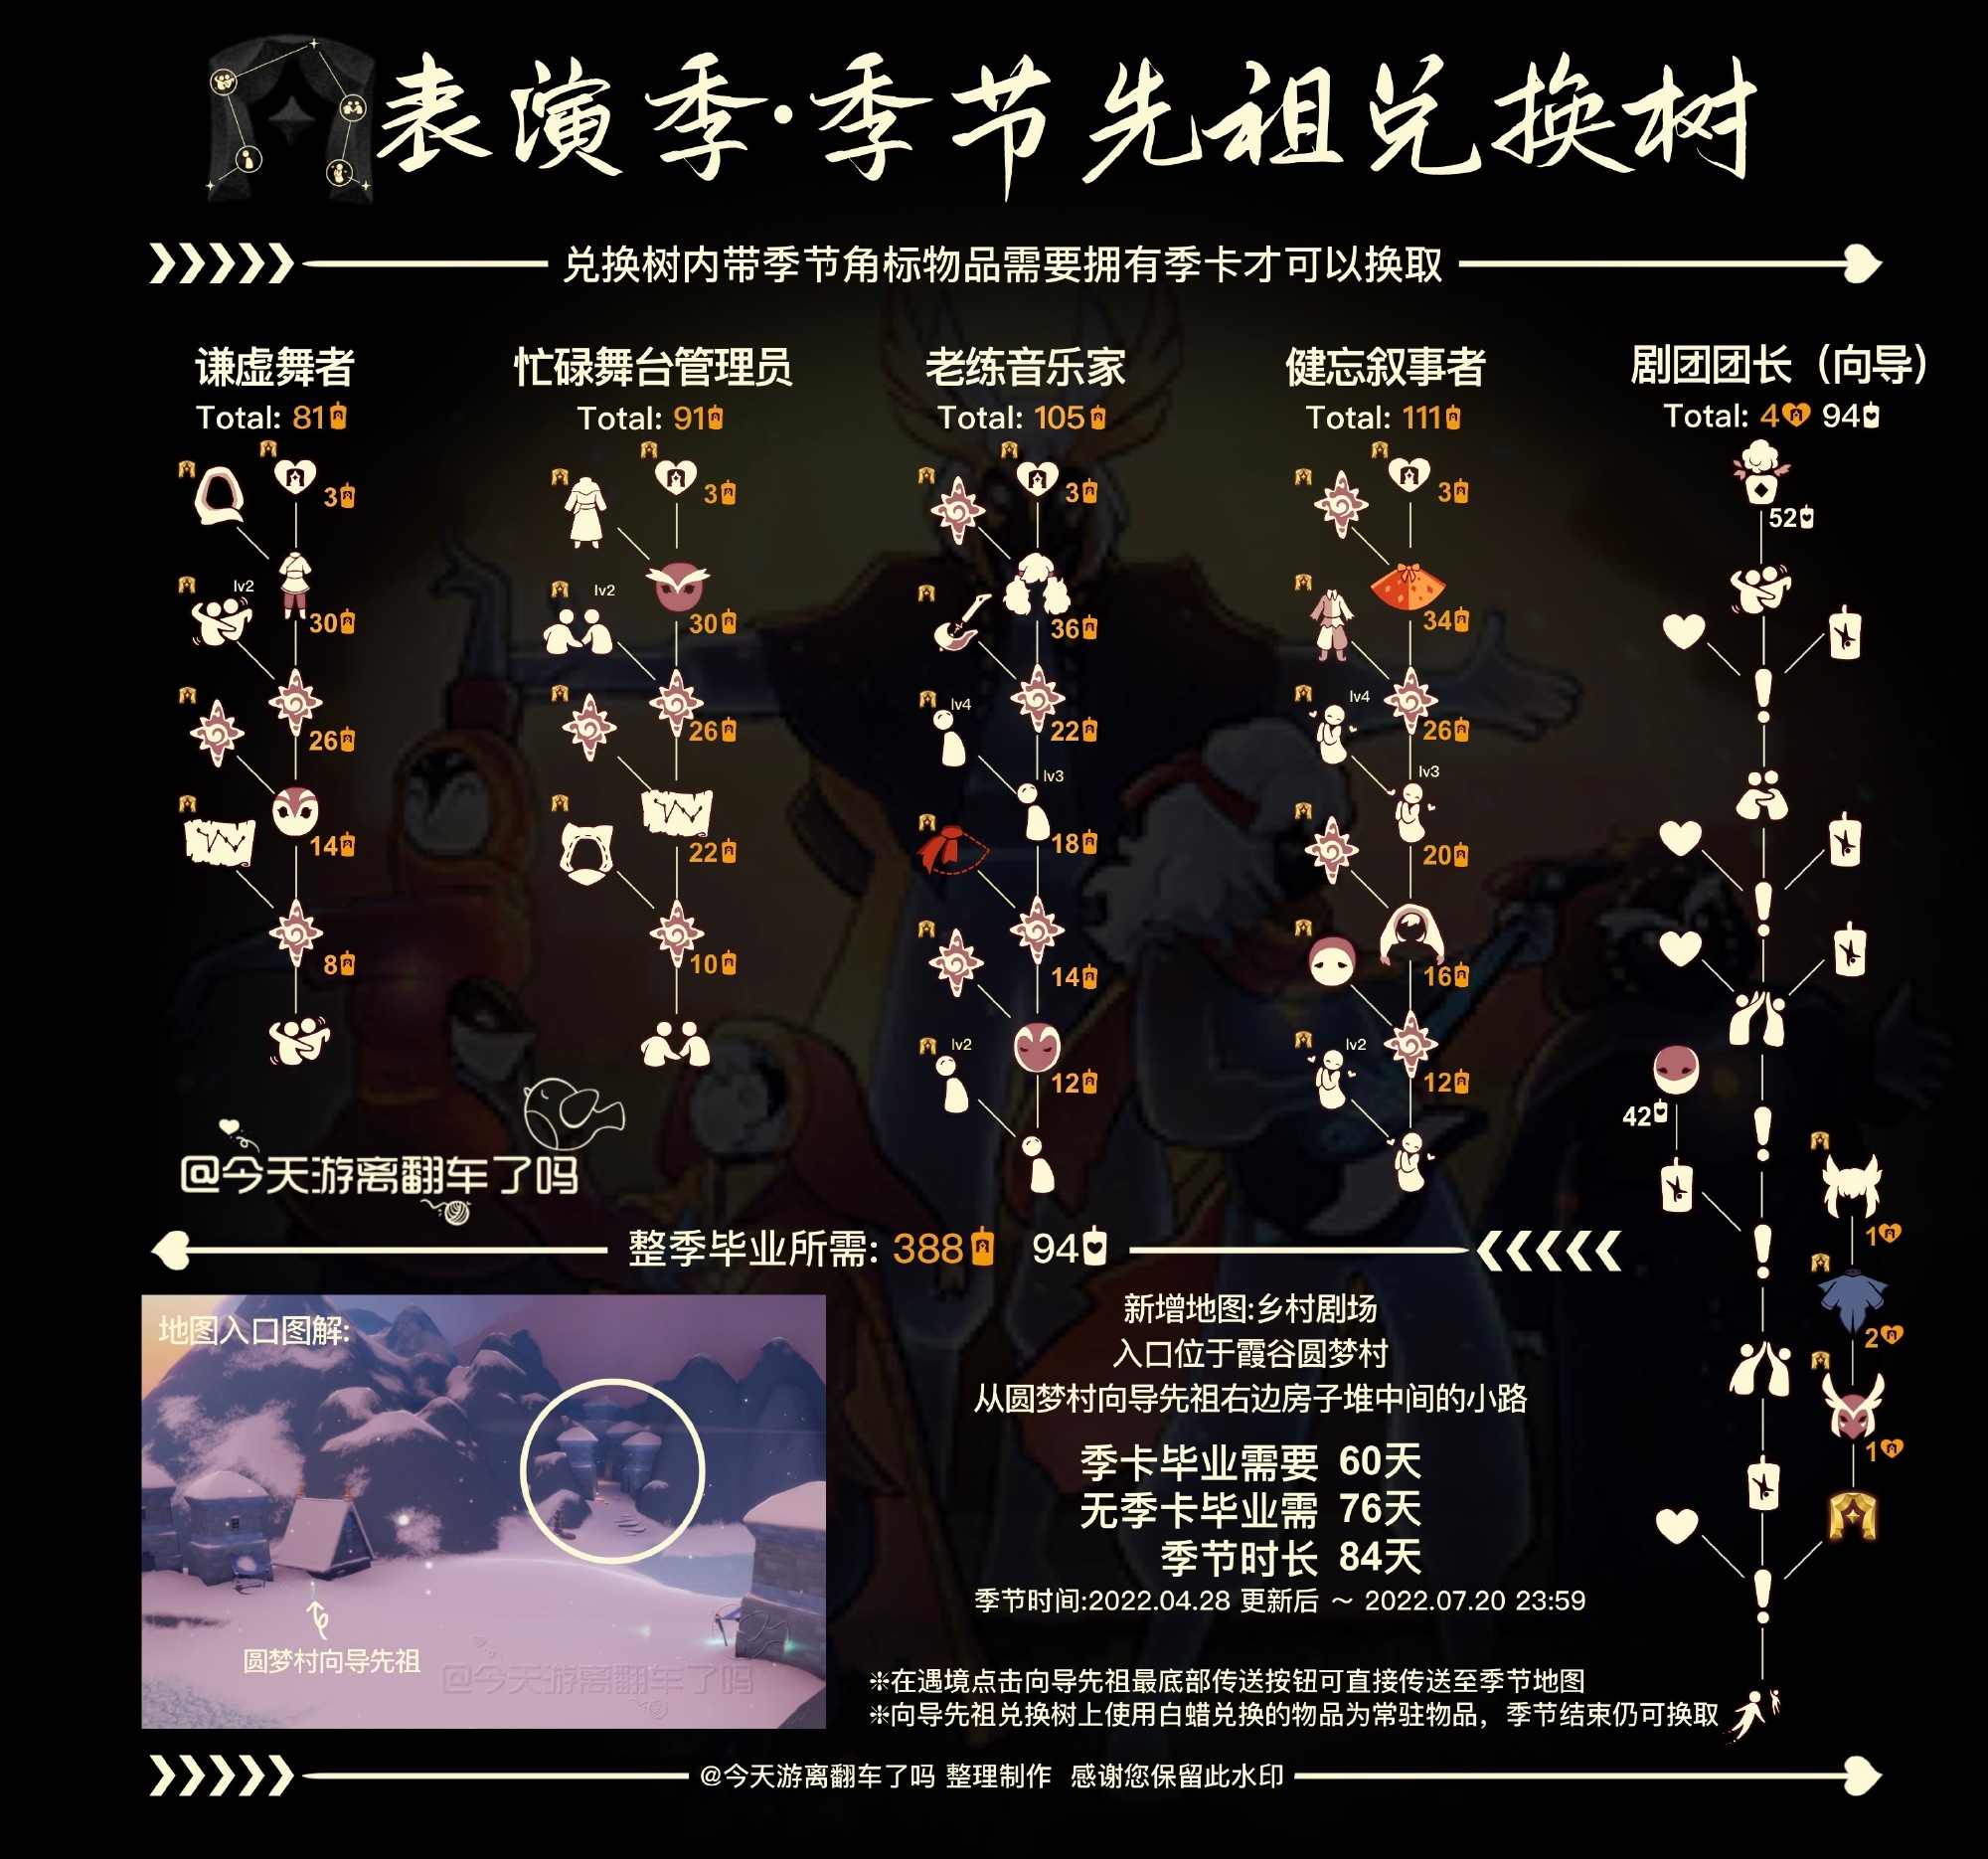 表演季·季节先祖兑换树
兑换树内带季节角标物品需要拥有季卡才可以换取
谦虚舞者
Total: 81
3
lv2
30
26
14
8
忙碌舞台管理员
Total: 91
3
lv2
30
26
22
10
老练音乐家
Total: 105
3
36
lv4
22
lv3
18
14
lv2
12
健忘叙事者
Total: 111
3
34
lv4
26
lv3
20
16
lv2
12
剧团团长（向导）
Total: 4 94
52
42
1
2
1
@今天游离翻车了吗
整季毕业所需: 388 94
地图入口图解:
圆梦村向导先祖
@今天游离翻车了吗
新增地图:乡村剧场
入口位于霞谷圆梦村
从圆梦村向导先祖右边房子堆中间的小路
季卡毕业需要 60天
无季卡毕业需 76天
季节时长 84天
季节时间:2022.04.28 更新后 ~ 2022.07.20 23:59
※在遇境点击向导先祖最底部传送按钮可直接传送至季节地图
※向导先祖兑换树上使用白蜡兑换的物品为常驻物品，季节结束仍可换取
@今天游离翻车了吗 整理制作 感谢您保留此水印